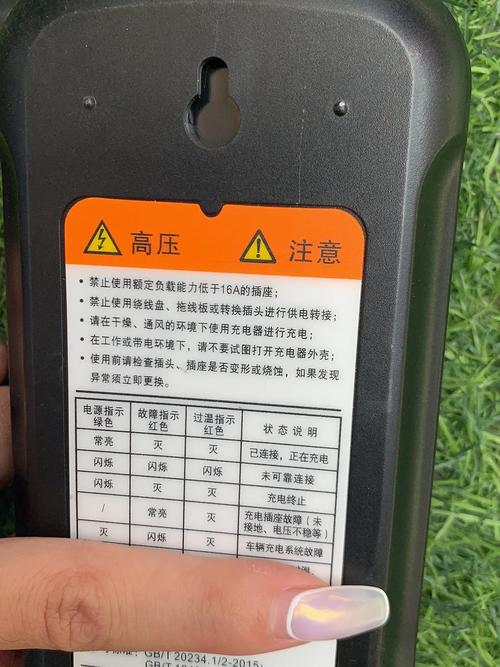 高压 注意
• 禁止使用额定负载能力低于16A的插座；
• 禁止使用绕线盘、拖线板或转换插头进行供电转接；
• 请在干燥、通风的环境下使用充电器进行充电；
• 在工作或带电环境下，请不要试图打开充电器外壳；
• 使用前请检查插头、插座是否变形或烧蚀，如果发现
异常须立即更换。
电源指示 故障指示 过温指示 状态说明
绿色 红色 红色
常亮 灭 灭 已连接，正在充电
闪烁 闪烁 闪烁 未可靠连接
闪烁 灭 灭 充电终止
/ 常亮 灭 充电插座故障（未
接地、电压不稳等）
灭 闪烁 灭 车辆充电系统故障
GB/T 20234.1/2-2015;